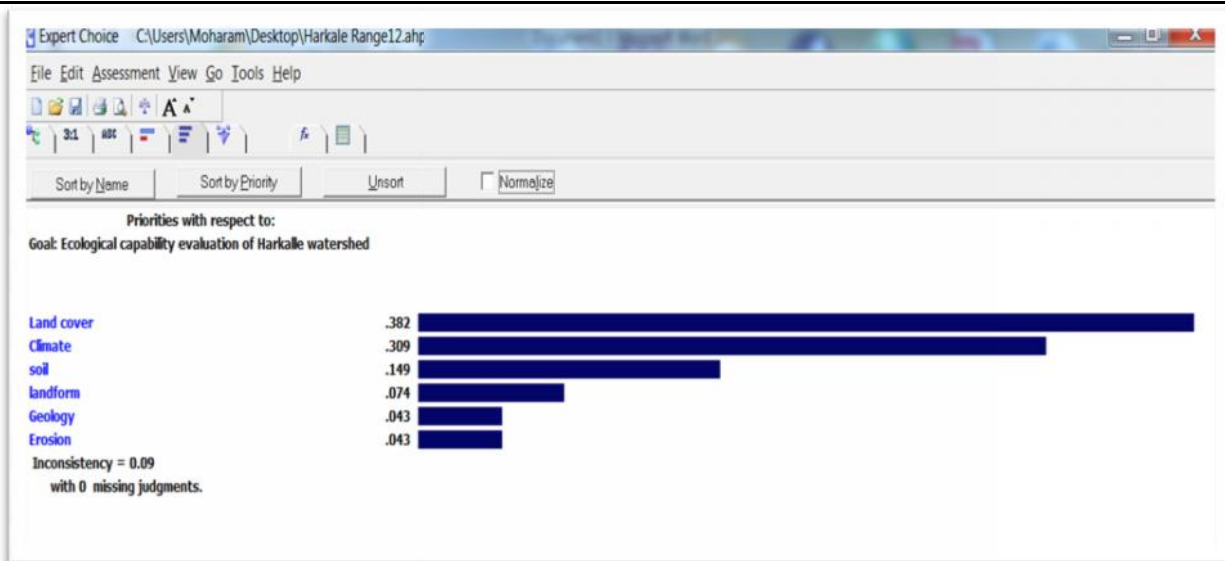 Expert Choice C:\Users\Moharam\Desktop\Harkale Range12.ahp
File Edit Assessment View Go Tools Help
A A
3:1 ABC fx
Sort by Name Sort by Priority Unsort Normalize
Priorities with respect to:
Goal: Ecological capability evaluation of Harkalle watershed
Land cover .382
Climate .309
soil .149
landform .074
Geology .043
Erosion .043
Inconsistency = 0.09
with 0 missing judgments.